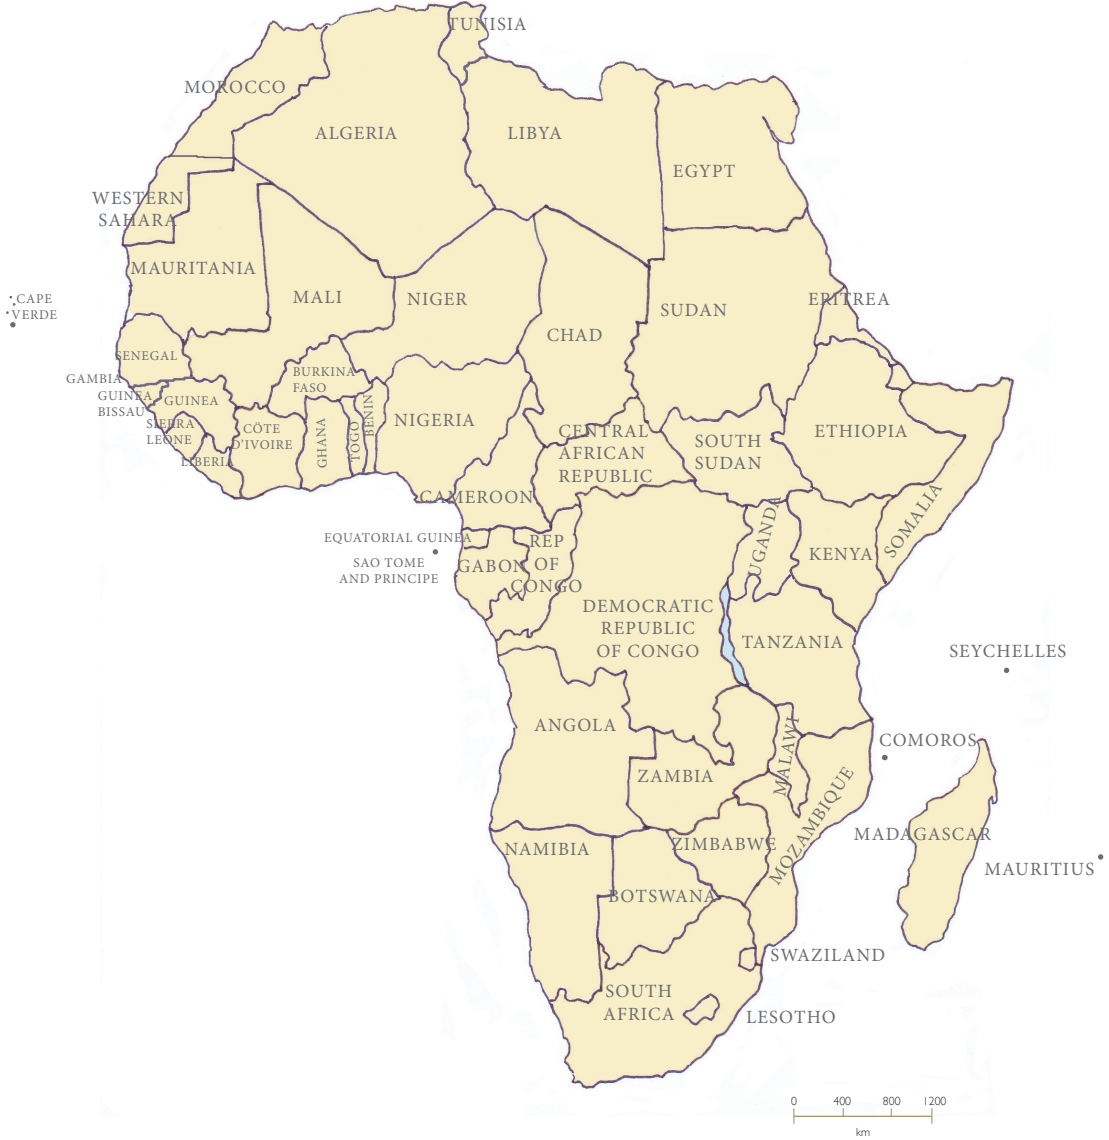 TUNISIA
MOROCCO
ALGERIA
LIBYA
EGYPT
WESTERN
SAHARA
MAURITANIA
MALI
NIGER
CHAD
SUDAN
ERITREA
CAPE
VERDE
SENEGAL
GAMBIA
GUINEA
BISSAU
GUINEA
SIERRA
LEONE
LIBERIA
CÖTE
D'IVOIRE
BURKINA
FASO
GHANA
TOGO
BENIN
NIGERIA
CAMEROON
CENTRAL
AFRICAN
REPUBLIC
SOUTH
SUDAN
ETHIOPIA
SOMALIA
EQUATORIAL GUINEA
SAO TOME
AND PRINCIPE
GABON
REP
OF
CONGO
UGANDA
KENYA
DEMOCRATIC
REPUBLIC
OF CONGO
TANZANIA
SEYCHELLES
ANGOLA
ZAMBIA
MALAWI
COMOROS
MOZAMBIQUE
MADAGASCAR
MAURITIUS
NAMIBIA
ZIMBABWE
BOTSWANA
SWAZILAND
SOUTH
AFRICA
LESOTHO
0 400 800 1200
km